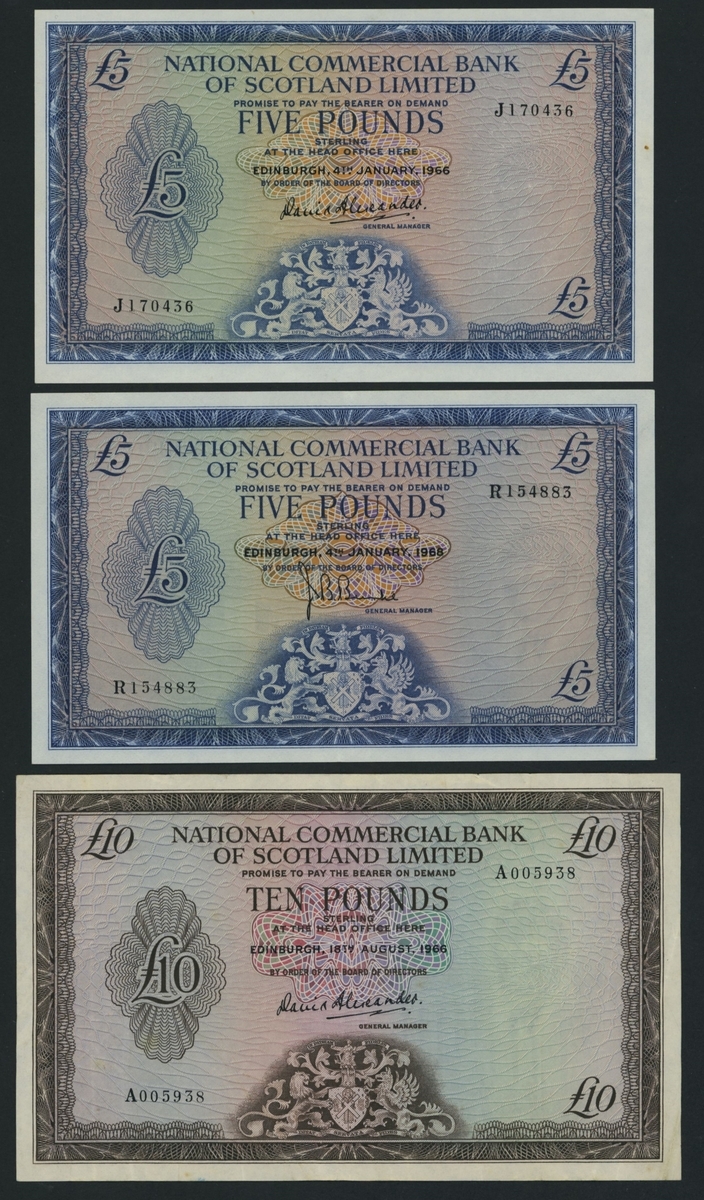 £5 £5
NATIONAL COMMERCIAL BANK
OF SCOTLAND LIMITED
PROMISE TO PAY THE BEARER ON DEMAND
J170436
FIVE POUNDS
STERLING
AT THE HEAD OFFICE HERE
EDINBURGH, 4TH JANUARY, 1966
BY ORDER OF THE BOARD OF DIRECTORS
£5
David Alexander.
GENERAL MANAGER
J170436
£5
£5 £5
NATIONAL COMMERCIAL BANK
OF SCOTLAND LIMITED
PROMISE TO PAY THE BEARER ON DEMAND
R154883
FIVE POUNDS
STERLING
AT THE HEAD OFFICE HERE
EDINBURGH, 4TH JANUARY, 1968
BY ORDER OF THE BOARD OF DIRECTORS
£5
GENERAL MANAGER
R154883
£5
£10 £10
NATIONAL COMMERCIAL BANK
OF SCOTLAND LIMITED
PROMISE TO PAY THE BEARER ON DEMAND
A005938
TEN POUNDS
STERLING
AT THE HEAD OFFICE HERE
EDINBURGH, 18TH AUGUST, 1966
BY ORDER OF THE BOARD OF DIRECTORS
£10
David Alexander.
GENERAL MANAGER
A005938
£10